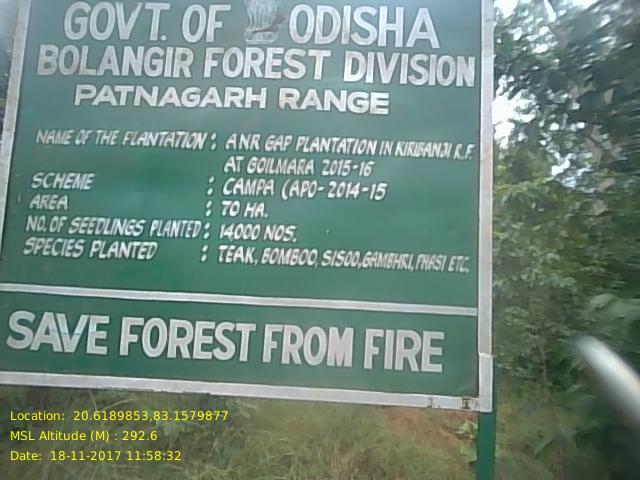 GOVT. OF ODISHA
BOLANGIR FOREST DIVISION
PATNAGARH RANGE
NAME OF THE PLANTATION : ANR GAP PLANTATION IN KIRIBANJI R.F.
AT GOILMARA 2015-16
SCHEME : CAMPA (APO-2014-15
AREA : 70 HA.
NO. OF SEEDLINGS PLANTED : 14000 NOS.
SPECIES PLANTED : TEAK, BOMBOO, SISOO, GAMBHRI, PHASI ETC.
SAVE FOREST FROM FIRE
Location: 20.6189853,83.1579877
MSL Altitude (M) : 292.6
Date: 18-11-2017 11:58:32